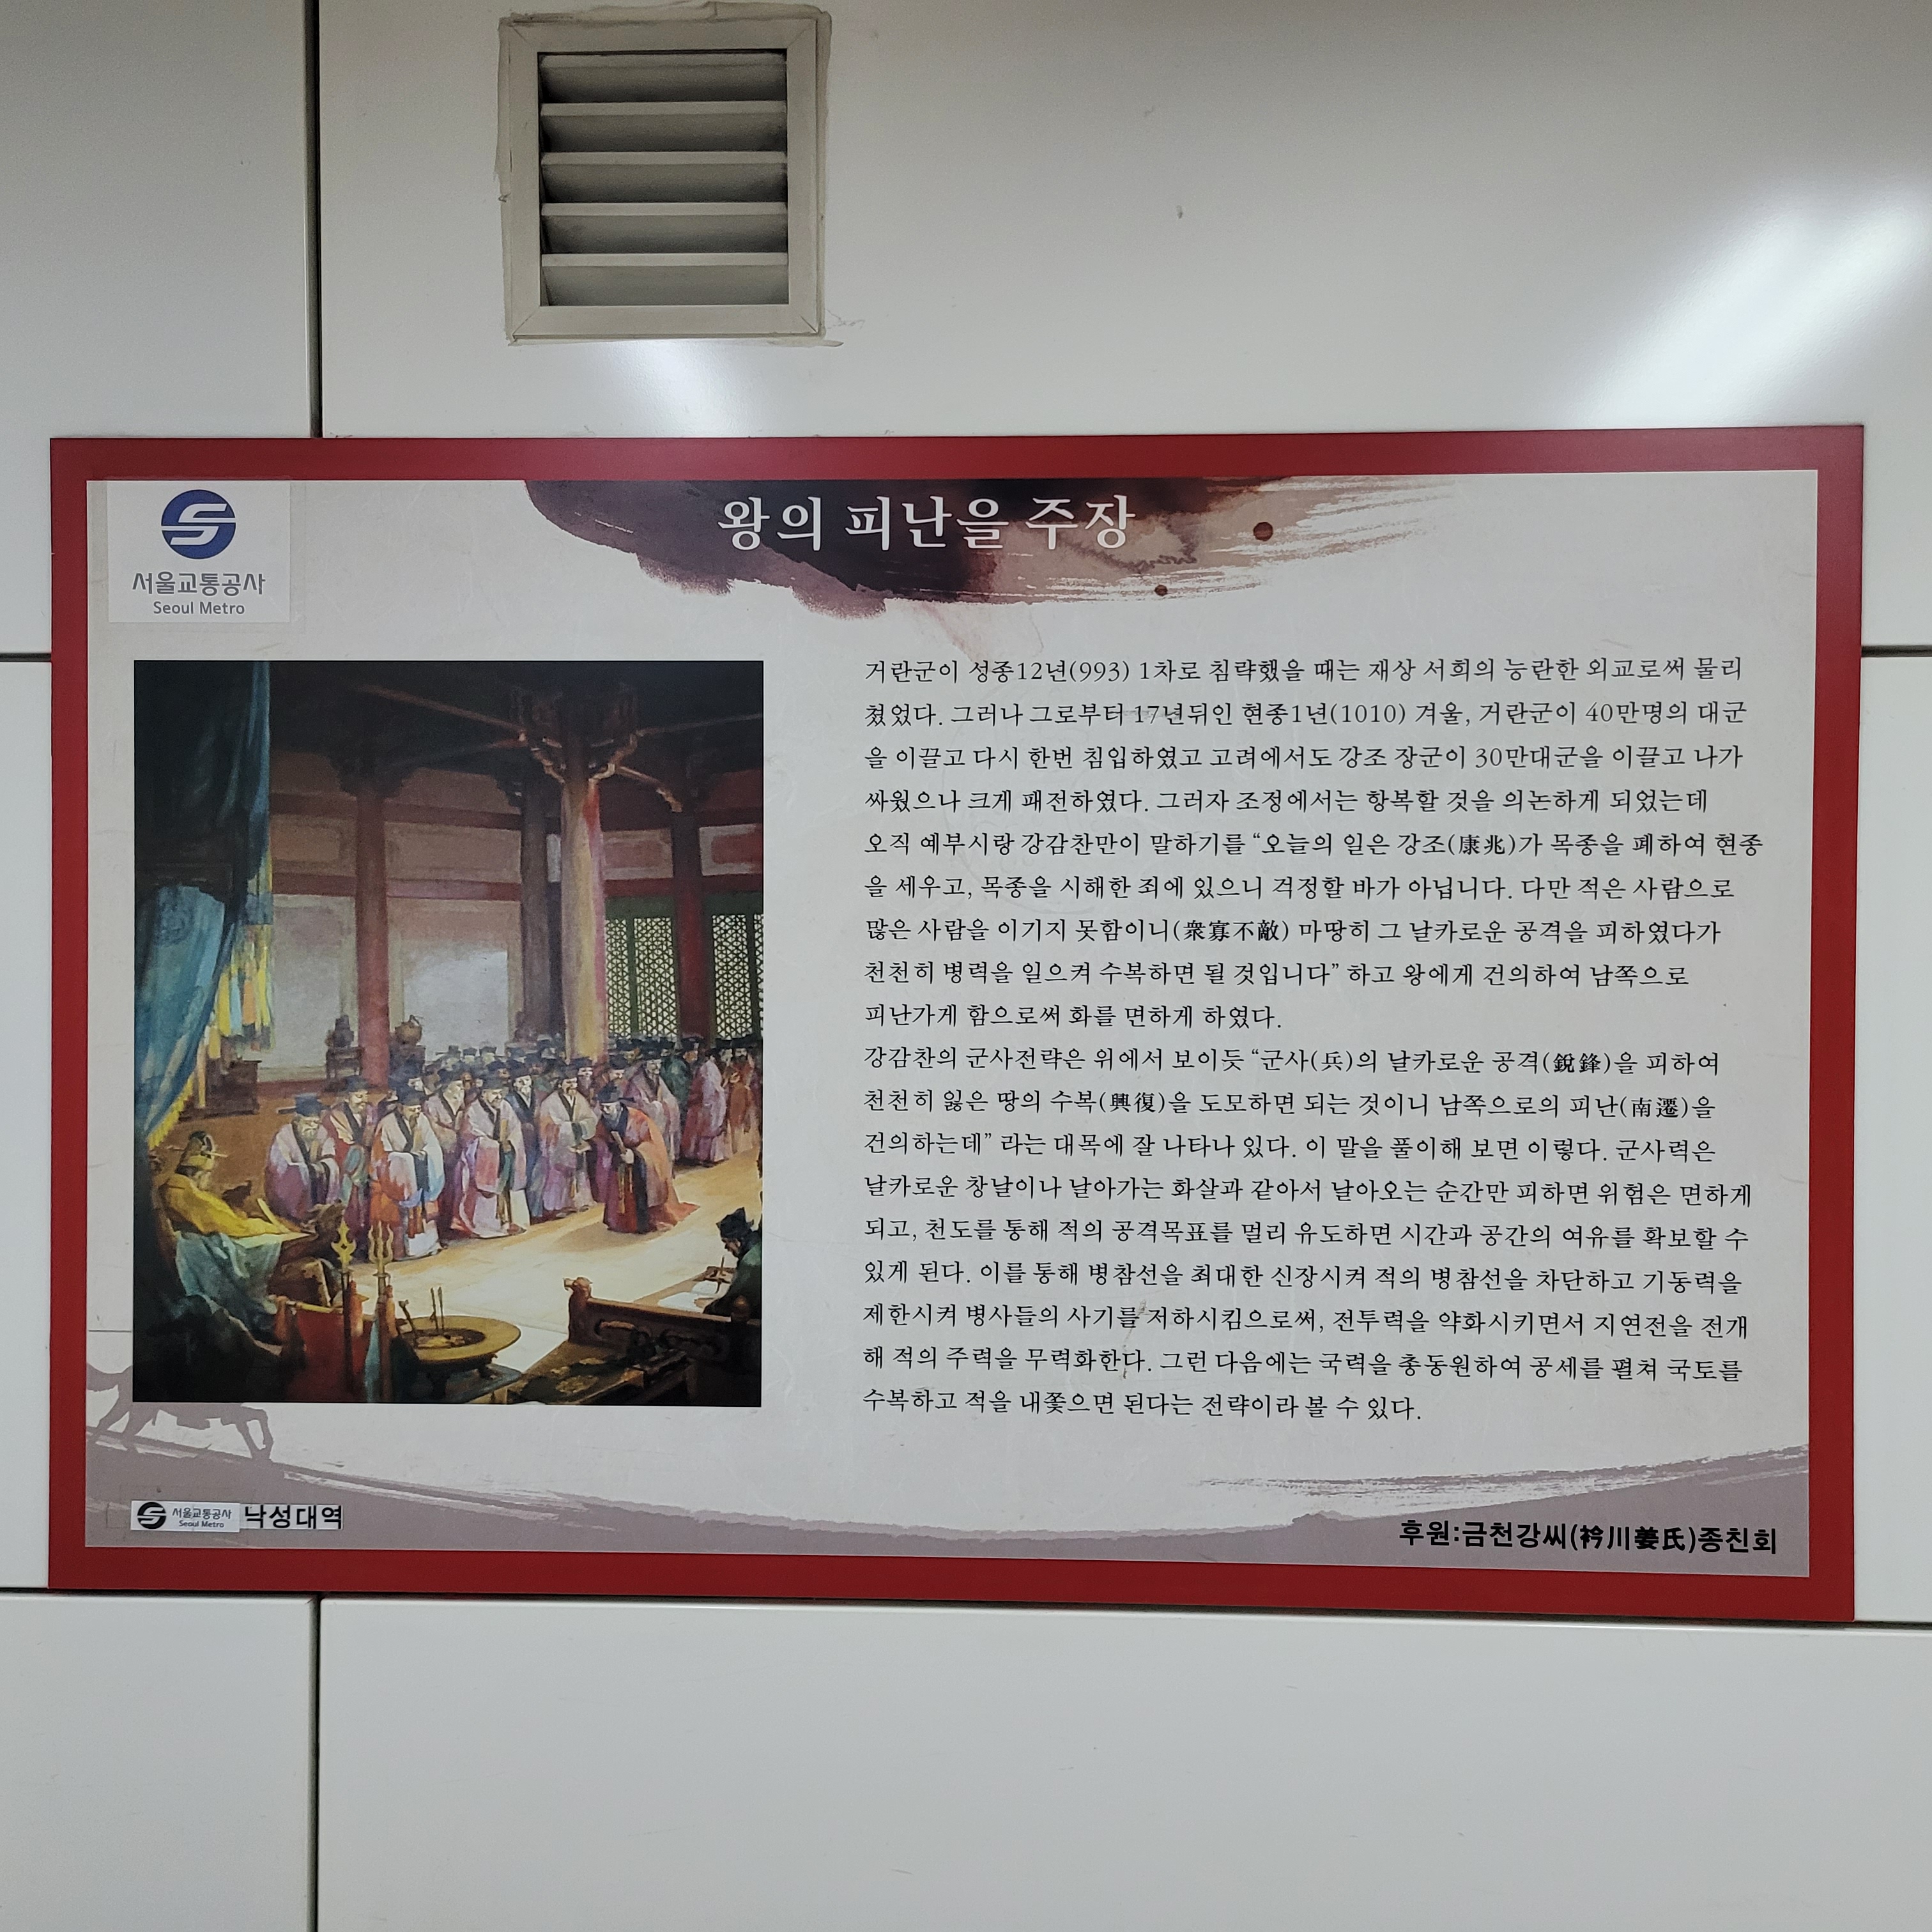 서울교통공사
Seoul Metro
왕의 피난을 주장
거란군이 성종12년(993) 1차로 침략했을 때는 재상 서희의 능란한 외교로써 물리
쳤었다. 그러나 그로부터 17년뒤인 현종1년(1010) 겨울, 거란군이 40만명의 대군
을 이끌고 다시 한번 침입하였고 고려에서도 강조 장군이 30만대군을 이끌고 나가
싸웠으나 크게 패전하였다. 그러자 조정에서는 항복할 것을 의논하게 되었는데
오직 예부시랑 강감찬만이 말하기를 “오늘의 일은 강조(康兆)가 목종을 폐하여 현종
을 세우고, 목종을 시해한 죄에 있으니 걱정할 바가 아닙니다. 다만 적은 사람으로
많은 사람을 이기지 못함이니(衆寡不敵) 마땅히 그 날카로운 공격을 피하였다가
천천히 병력을 일으켜 수복하면 될 것입니다” 하고 왕에게 건의하여 남쪽으로
피난가게 함으로써 화를 면하게 하였다.
강감찬의 군사전략은 위에서 보이듯 “군사(兵)의 날카로운 공격(銳鋒)을 피하여
천천히 잃은 땅의 수복(興復)을 도모하면 되는 것이니 남쪽으로의 피난(南遷)을
건의하는데” 라는 대목에 잘 나타나 있다. 이 말을 풀이해 보면 이렇다. 군사력은
날카로운 창날이나 날아가는 화살과 같아서 날아오는 순간만 피하면 위험은 면하게
되고, 천도를 통해 적의 공격목표를 멀리 유도하면 시간과 공간의 여유를 확보할 수
있게 된다. 이를 통해 병참선을 최대한 신장시켜 적의 병참선을 차단하고 기동력을
제한시켜 병사들의 사기를 저하시킴으로써, 전투력을 약화시키면서 지연전을 전개
해 적의 주력을 무력화한다. 그런 다음에는 국력을 총동원하여 공세를 펼쳐 국토를
수복하고 적을 내쫓으면 된다는 전략이라 볼 수 있다.
서울교통공사
Seoul Metro
낙성대역
후원:금천강씨(衿川姜氏)종친회